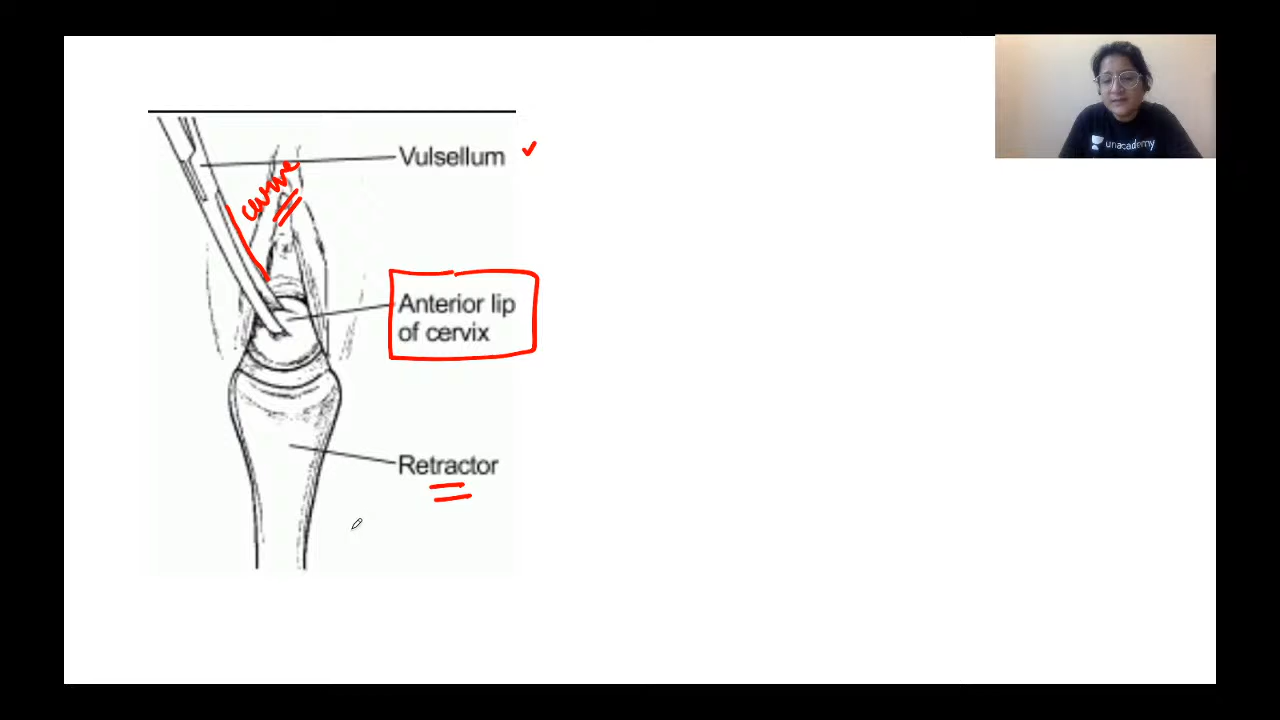 unacademy
Vulsellum
curve
Anterior lip
of cervix
Retractor